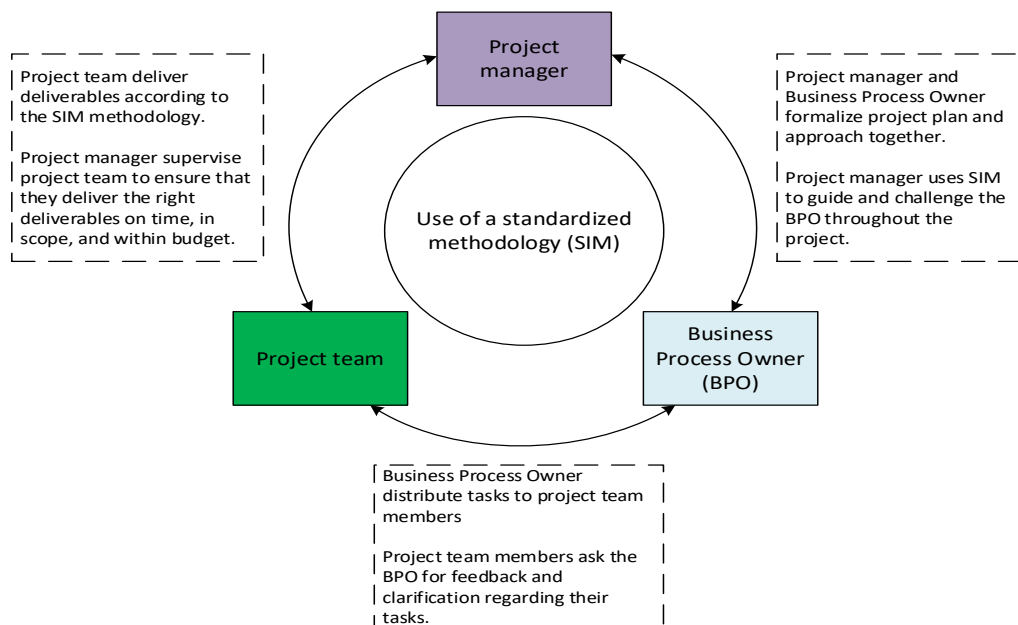 Project
manager
Project team deliver
deliverables according to
the SIM methodology.
Project manager supervise
project team to ensure that
they deliver the right
deliverables on time, in
scope, and within budget.
Project manager and
Business Process Owner
formalize project plan and
approach together.
Project manager uses SIM
to guide and challenge the
BPO throughout the
project.
Use of a standardized
methodology (SIM)
Project team
Business
Process Owner
(BPO)
Business Process Owner
distribute tasks to project team
members
Project team members ask the
BPO for feedback and
clarification regarding their
tasks.